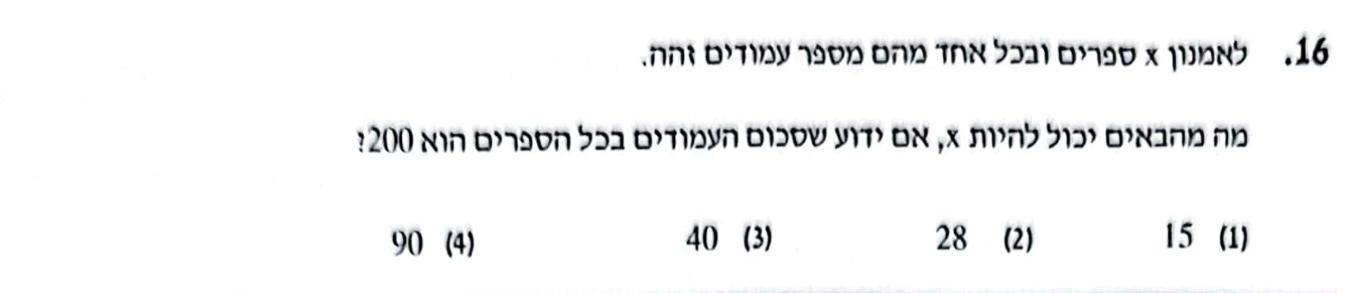 16. לאמנון x ספרים ובכל אחד מהם מספר עמודים זהה.
מה מהבאים יכול להיות x, אם ידוע שסכום העמודים בכל הספרים הוא 200?
(1) 15 (2) 28 (3) 40 (4) 90